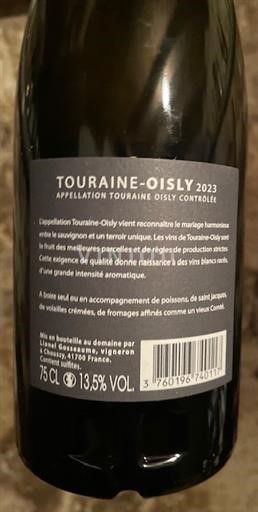 TOURAINE-OISLY 2023
APPELLATION TOURAINE OISLY CONTRÔLÉE
L'appellation Touraine-Oisly vient reconnaître le mariage harmonieux
entre le sauvignon et un terroir unique. Les vins de Touraine-Oisly sont
le fruit des meilleures parcelles et de règles de production strictes.
Cette exigence de qualité donne naissance à des vins blancs racés,
d'une grande intensité aromatique.
A boire seul ou en accompagnement de poissons, de saint jacques,
de volailles crémées, de fromages affinés comme un vieux Comté.
Mis en bouteille au domaine par
Lionel Gosseaume, vigneron
à Choussy, 41700 France.
Contient sulfites.
75 CL 13,5% VOL.
3 760196 740117